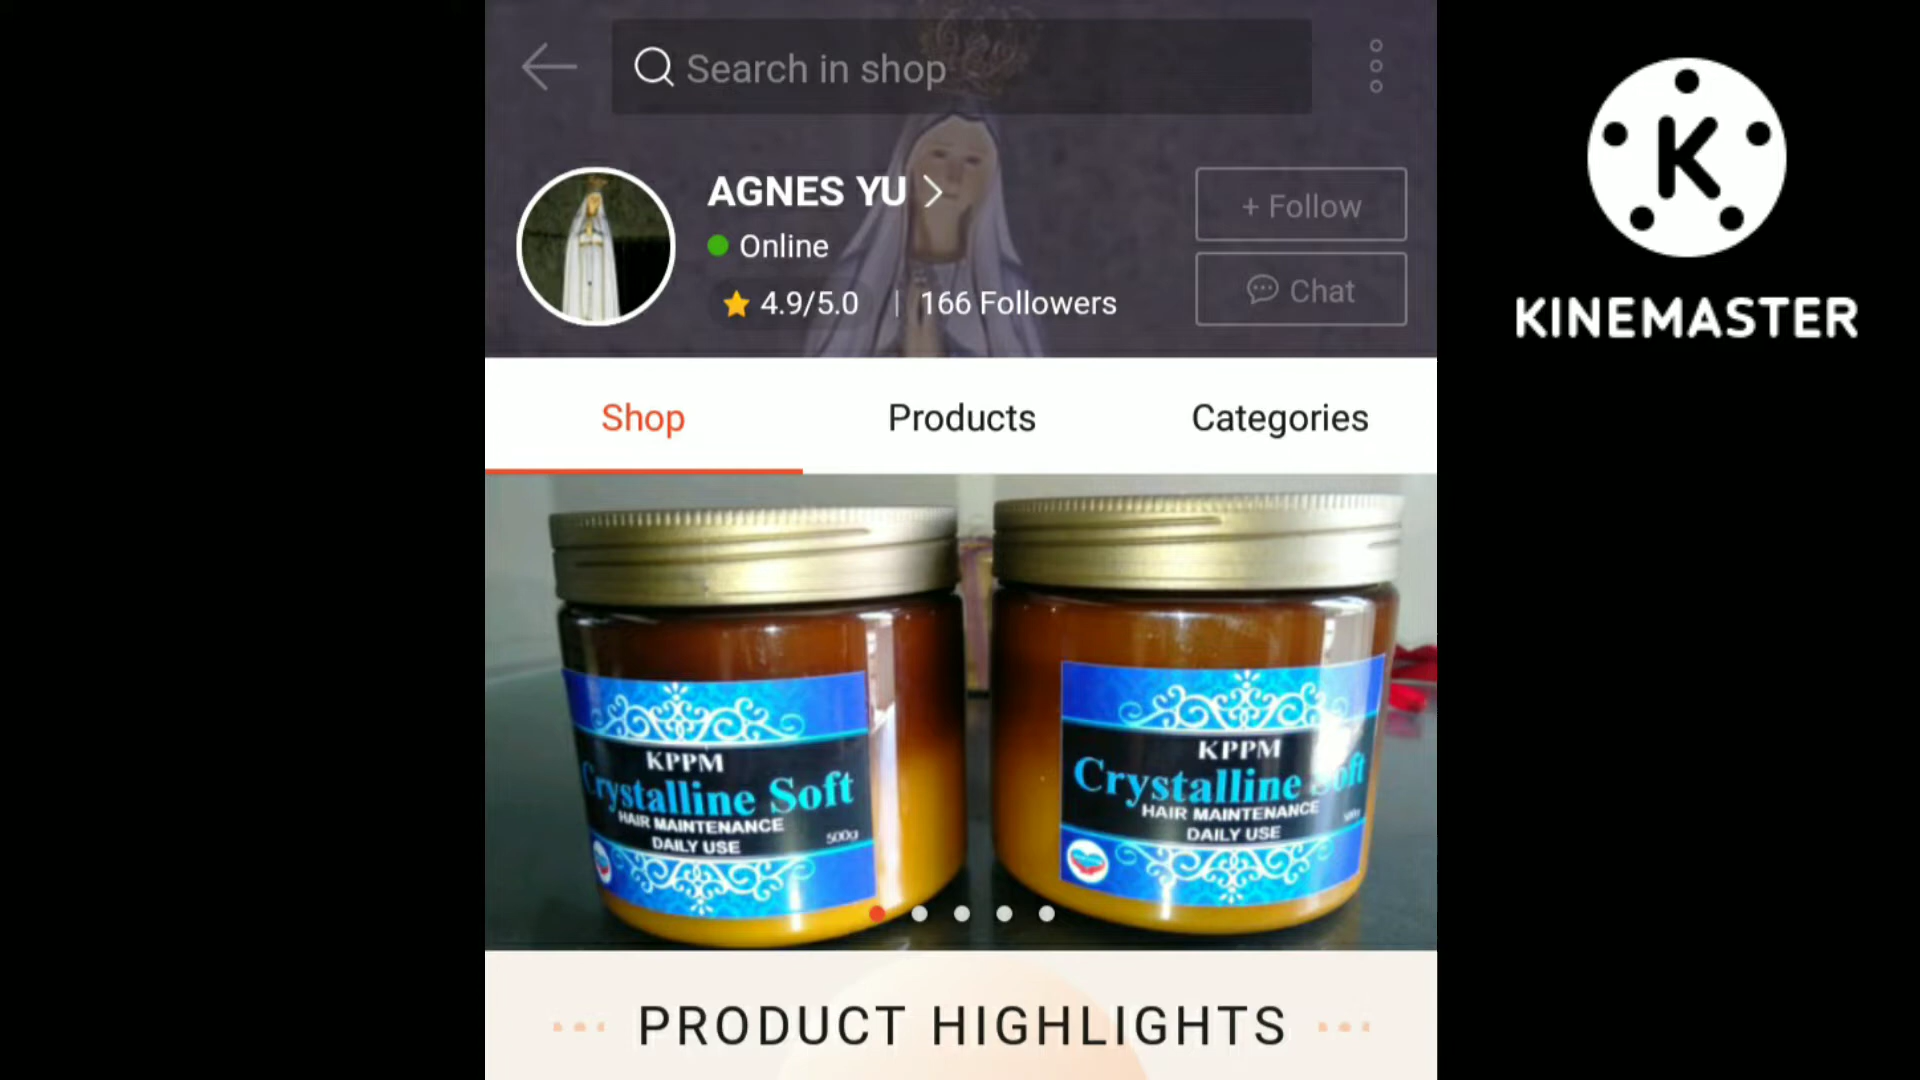 Search in shop
AGNES YU
Online
4.9/5.0 | 166 Followers
+ Follow
Chat
K
KINEMASTER
Shop
Products
Categories
KPPM
Crystalline Soft
HAIR MAINTENANCE
DAILY USE
500g
KPPM
Crystalline Soft
HAIR MAINTENANCE
DAILY USE
PRODUCT HIGHLIGHTS